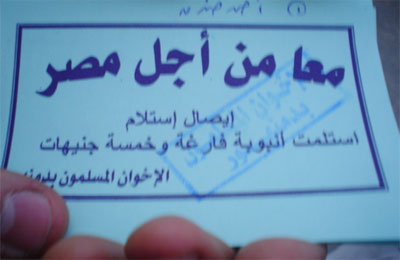 معا من أجل مصر
إيصال إستلام
استلمت أنبوبة فارغة وخمسة جنيهات
الإخوان المسلمون